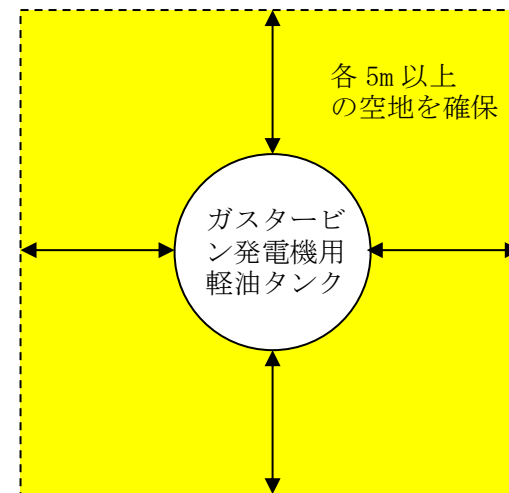 各 5m 以上
の空地を確保
ガスタービ
ン発電機用
軽油タンク